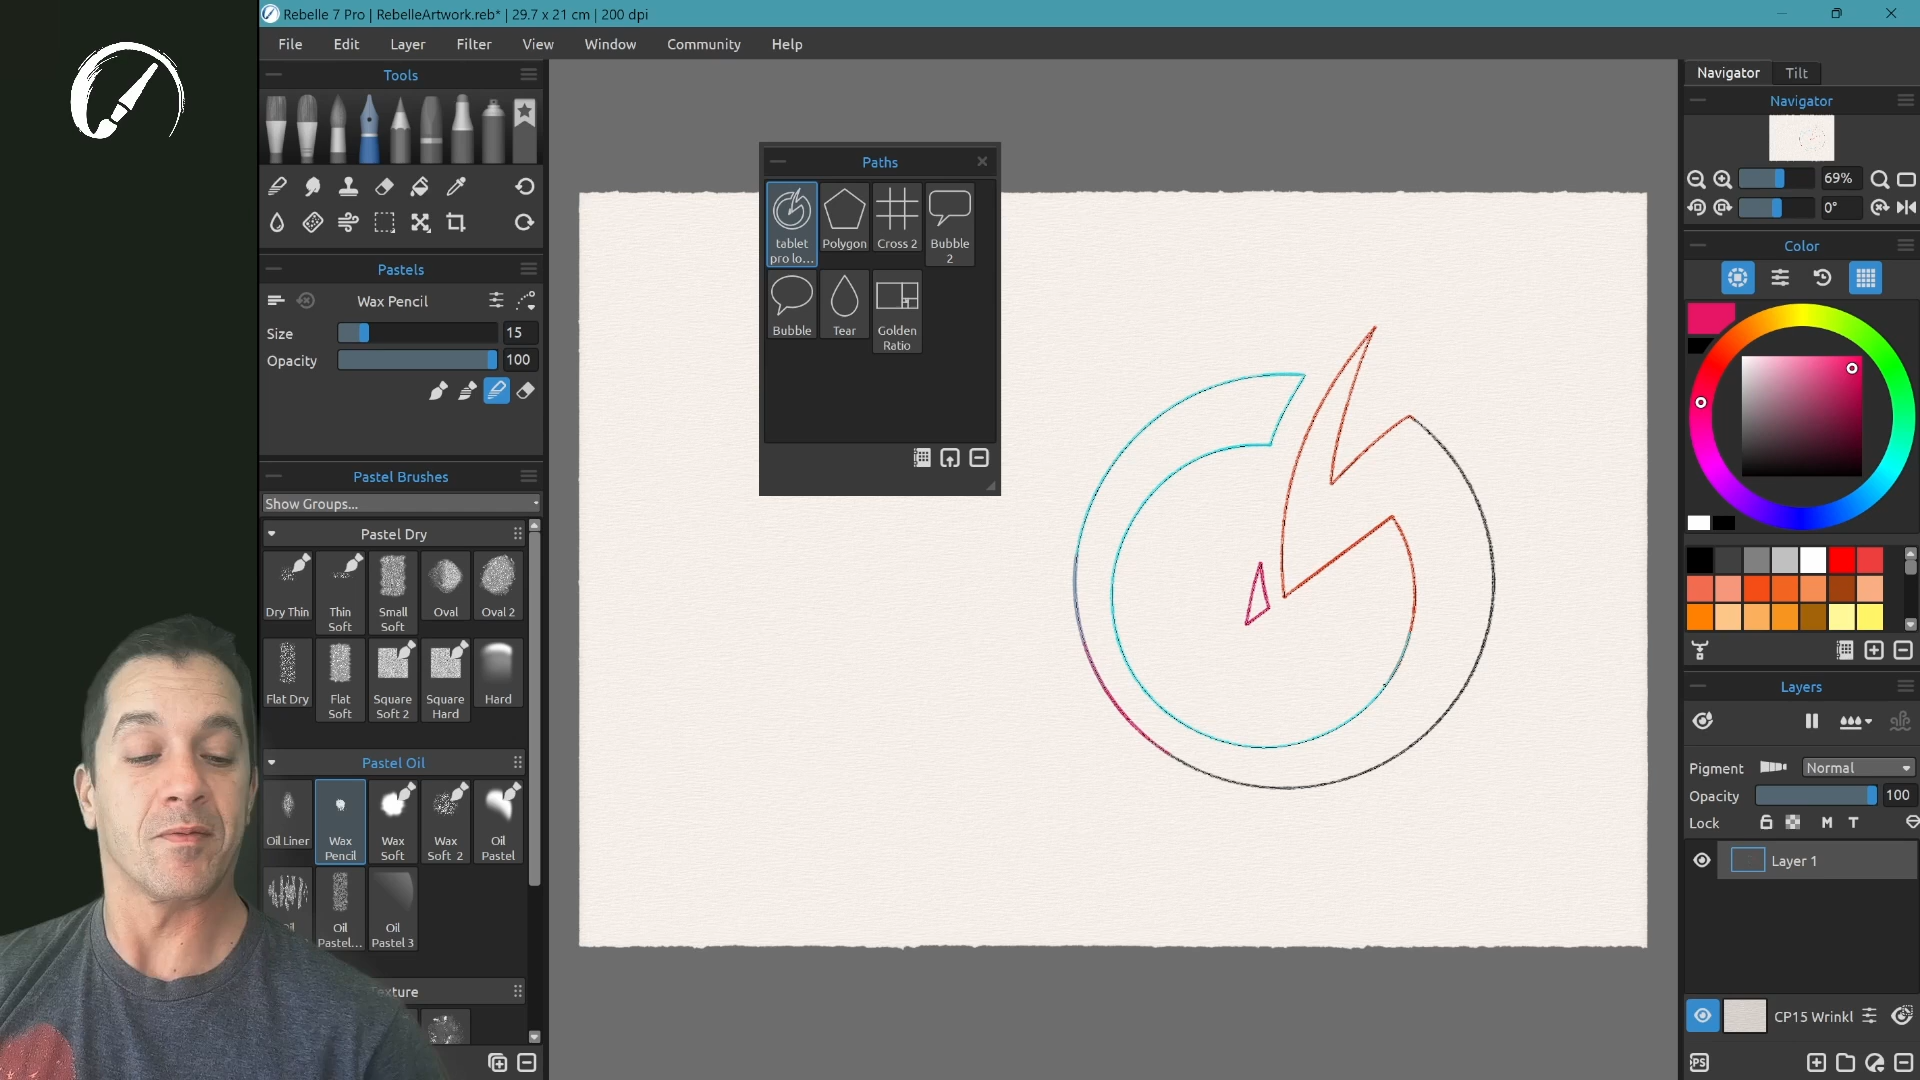 Rebelle 7 Pro | RebelleArtwork.reb* | 29.7 x 21 cm | 200 dpi
File Edit Layer Filter View Window Community Help
Tools
Pastels
Wax Pencil
Size 15
Opacity 100
Pastel Brushes
Show Groups...
Pastel Dry
Dry Thin
Thin
Soft
Small
Soft
Oval
Oval 2
Flat Dry
Flat
Soft
Square
Soft 2
Square
Hard
Hard
Pastel Oil
Oil Liner
Wax
Pencil
Wax
Soft
Wax
Soft 2
Oil
Pastel
Oil
Pastel...
Oil
Pastel 3
Paths
tablet
pro lo...
Polygon
Cross 2
Bubble
2
Bubble
Tear
Golden
Ratio
Navigator Tilt
Navigator
69%
0°
Color
Layers
Pigment Normal
Opacity 100
Lock M T
Layer 1
CP15 Wrinkl
PS